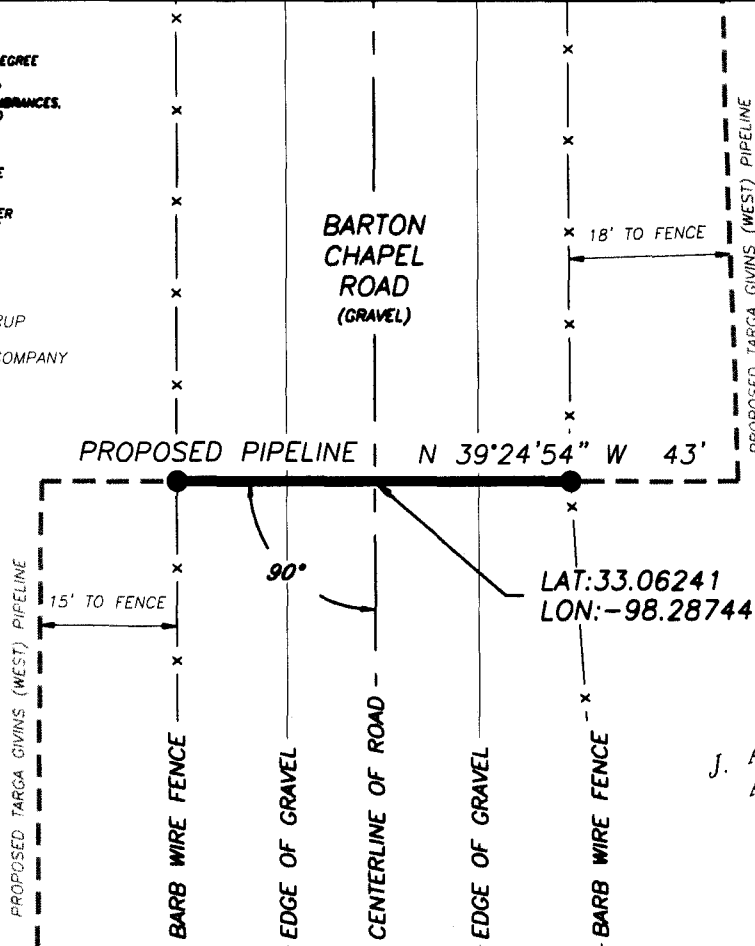 EGREE
BRANCES,
ER
RUP
COMPANY
BARTON
CHAPEL
ROAD
(GRAVEL)
18' TO FENCE
PROPOSED TARGA GIVINS (WEST) PIPELINE
PROPOSED PIPELINE N 39°24'54" W 43'
90°
LAT:33.06241
LON:-98.28744
15' TO FENCE
PROPOSED TARGA GIVINS (WEST) PIPELINE
BARB WIRE FENCE
EDGE OF GRAVEL
CENTERLINE OF ROAD
EDGE OF GRAVEL
BARB WIRE FENCE
J.